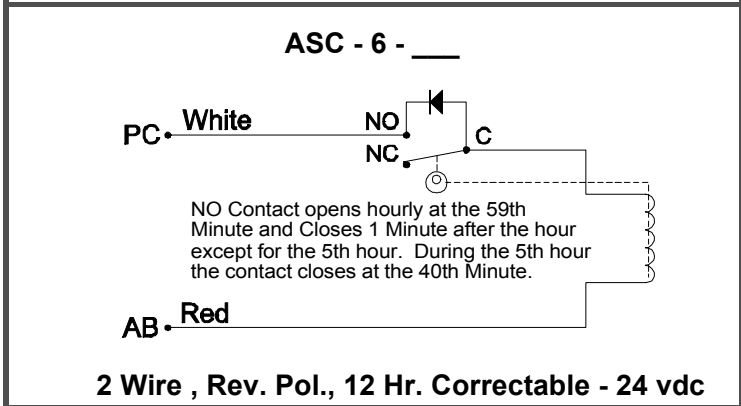 ASC - 6 - ___
PC White NO C
NC
NO Contact opens hourly at the 59th
Minute and Closes 1 Minute after the hour
except for the 5th hour. During the 5th hour
the contact closes at the 40th Minute.
AB Red
2 Wire , Rev. Pol., 12 Hr. Correctable - 24 vdc